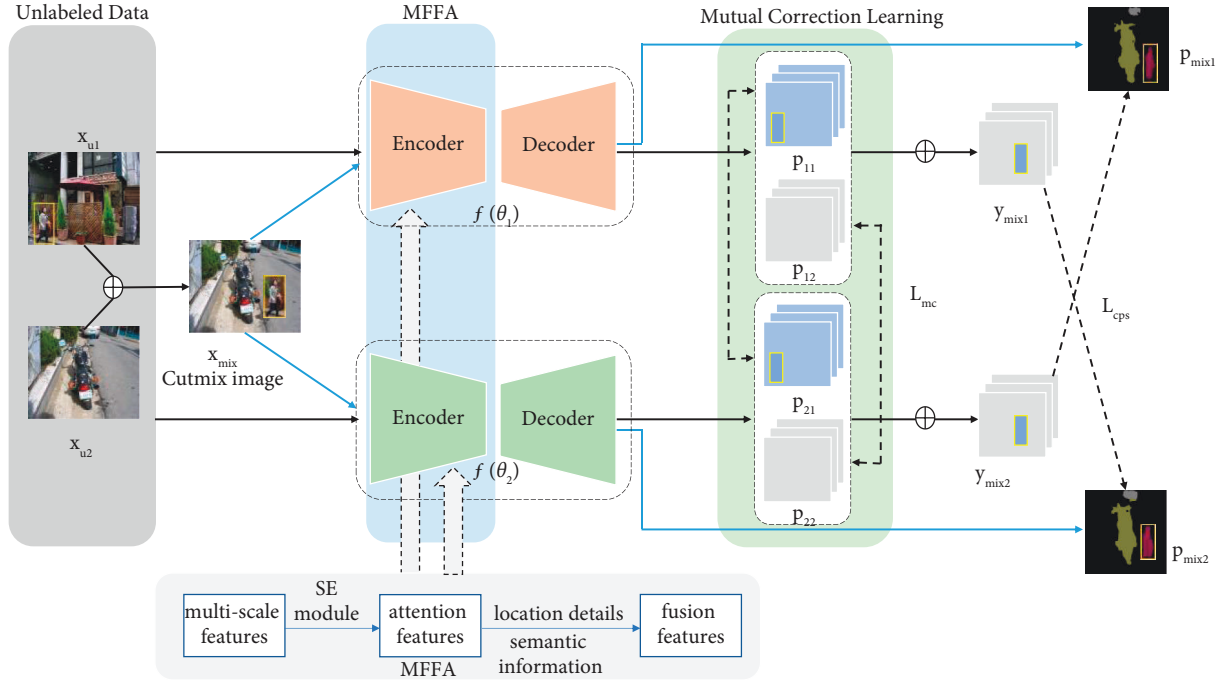 Unlabeled Data
MFFA
Mutual Correction Learning
x_u1
x_mix
Cutmix image
x_u2
Encoder
Decoder
f (θ_1)
Encoder
Decoder
f (θ_2)
p_11
p_12
p_21
p_22
L_mc
y_mix1
y_mix2
L_cps
p_mix1
p_mix2
multi-scale
features
SE
module
attention
features
MFFA
location details
semantic
information
fusion
features